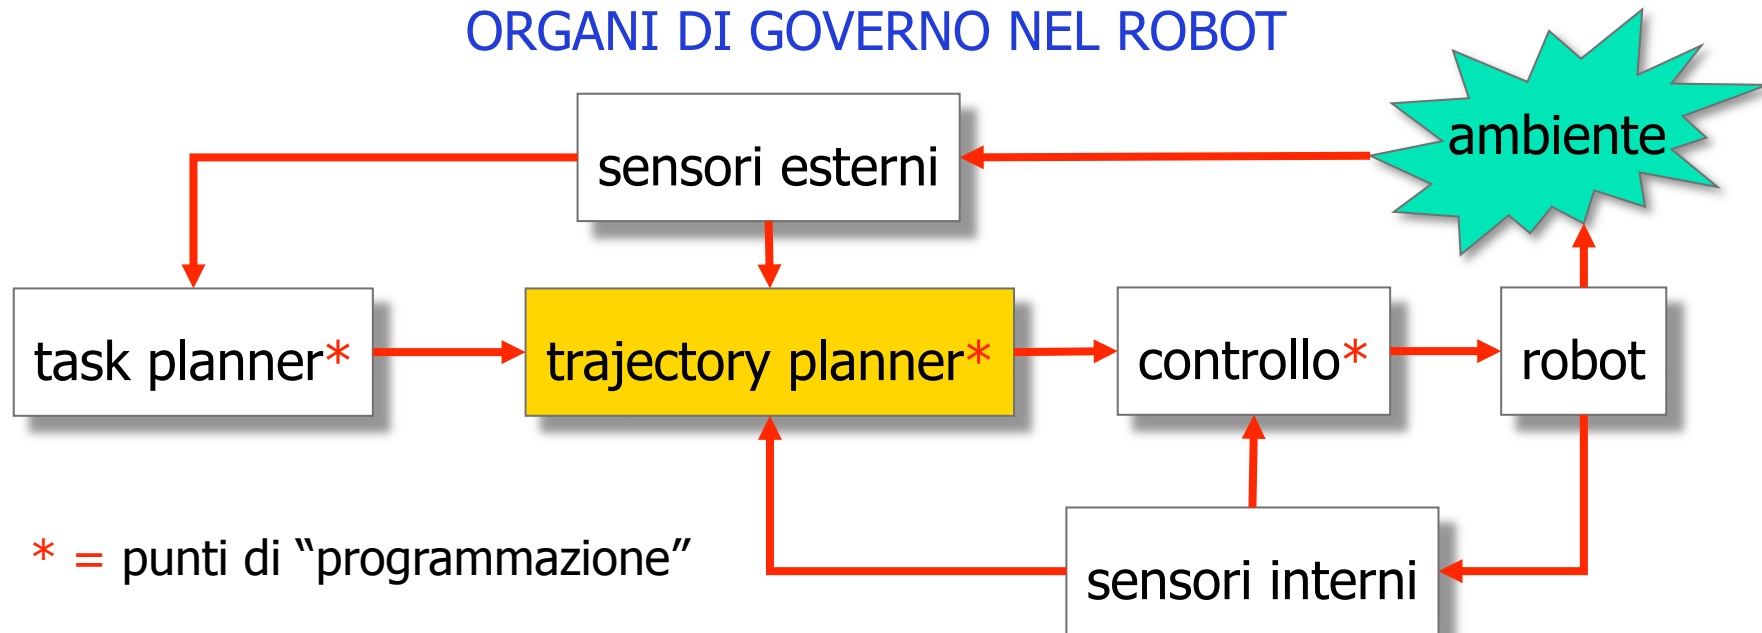 ORGANI DI GOVERNO NEL ROBOT
ambiente
sensori esterni
task planner*
trajectory planner*
controllo*
robot
* = punti di “programmazione”
sensori interni